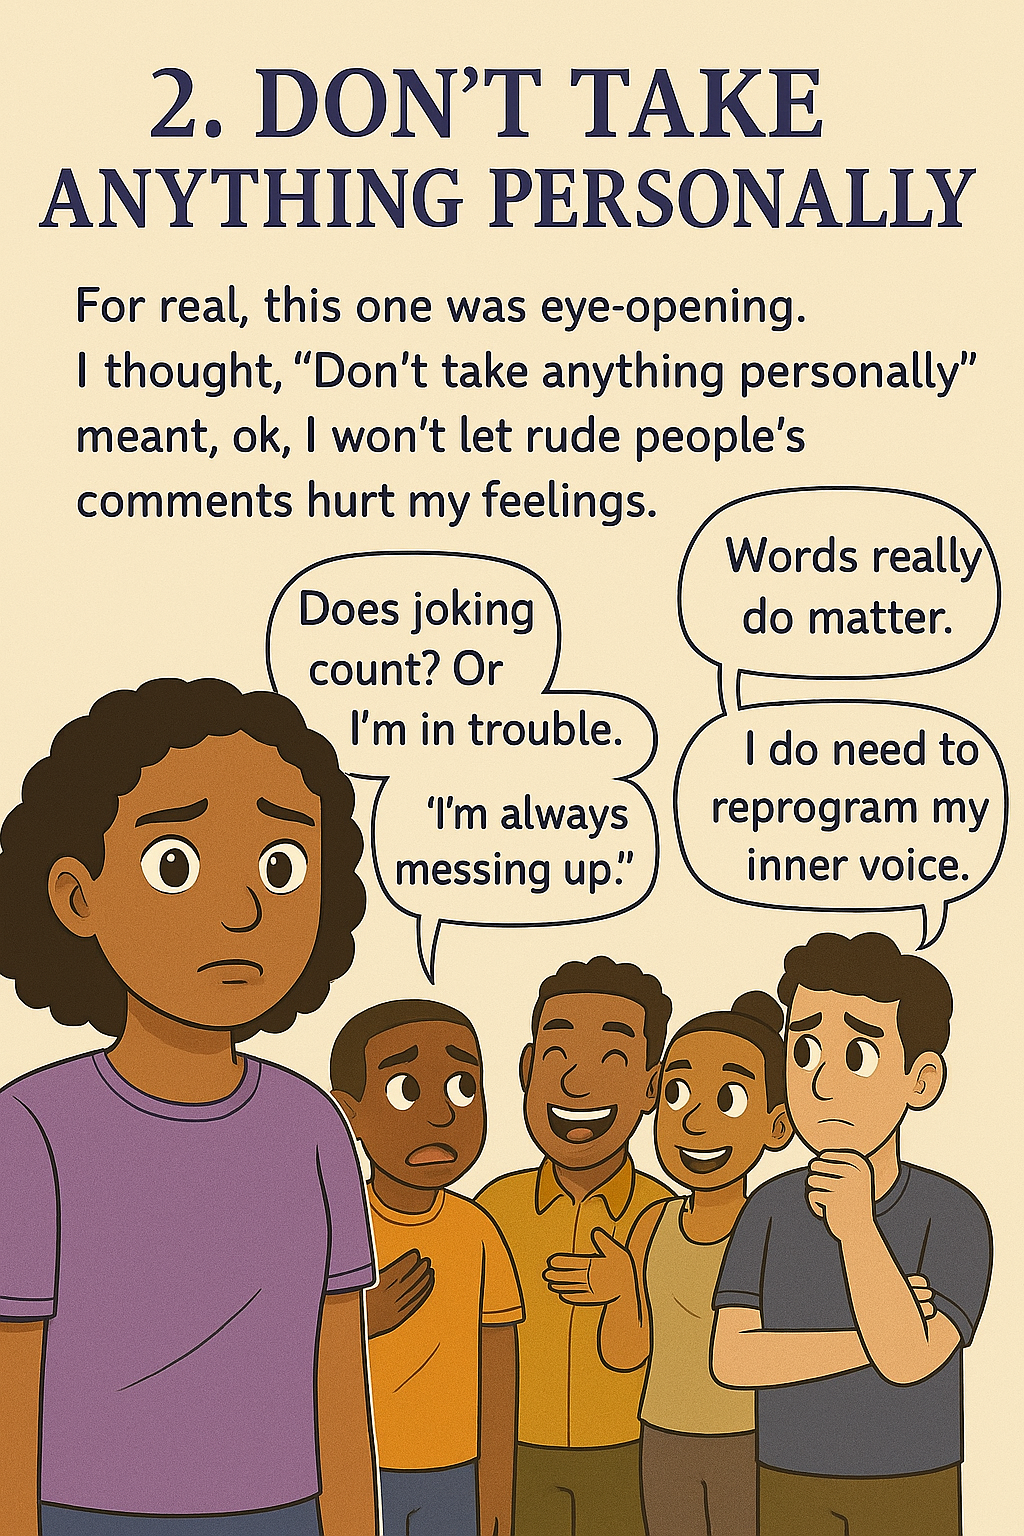 2. DON’T TAKE
ANYTHING PERSONALLY
For real, this one was eye-opening.
I thought, “Don’t take anything personally”
meant, ok, I won’t let rude people’s
comments hurt my feelings.
Does joking
count? Or
I’m in trouble.
‘I’m always
messing up.”
Words really
do matter.
I do need to
reprogram my
inner voice.